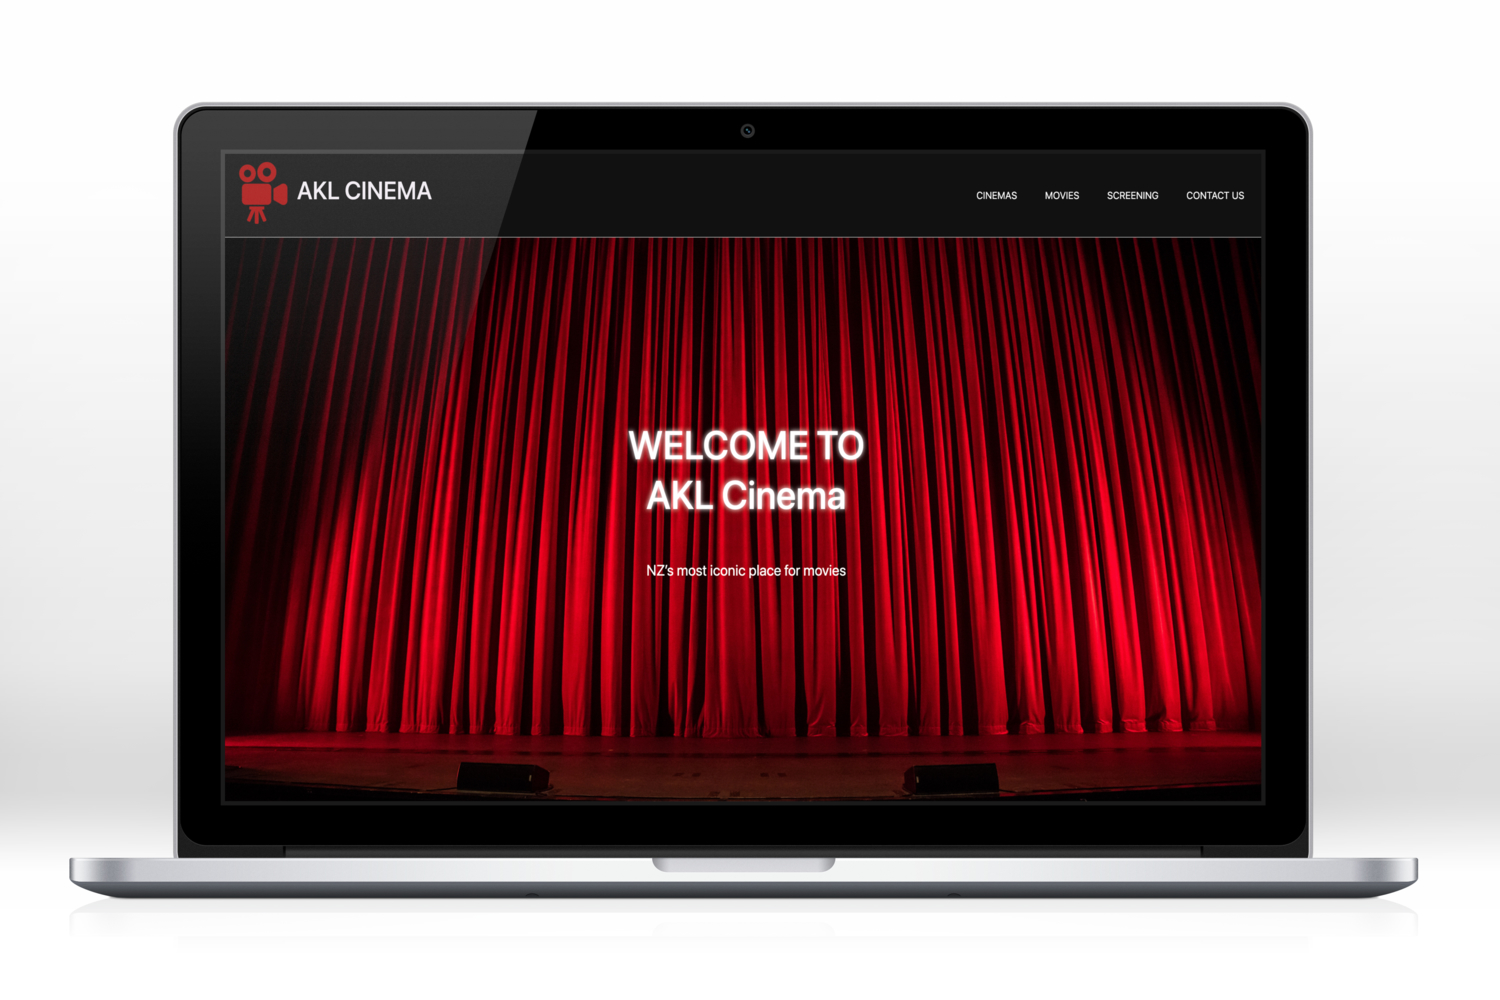 AKL CINEMA
CINEMAS MOVIES SCREENING CONTACT US
WELCOME TO
AKL Cinema
NZ's most iconic place for movies